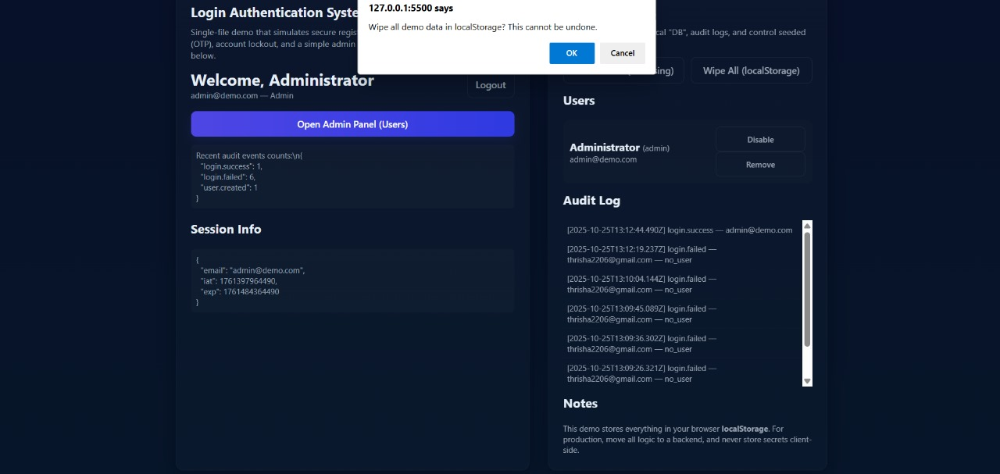 127.0.0.1:5500 says
Wipe all demo data in localStorage? This cannot be undone.
OK
Cancel
Login Authentication Syste
Single-file demo that simulates secure regis
(OTP), account lockout, and a simple admin
below.
Welcome, Administrator
admin@demo.com — Admin
Logout
Open Admin Panel (Users)
Recent audit events counts:\n{
"login.success": 1,
"login.failed": 6,
"user.created": 1
}
Session Info
{
"email": "admin@demo.com",
"iat": 1761397964490,
"exp": 1761484364490
}
cal "DB", audit logs, and control seeded
sing)
Wipe All (localStorage)
Users
Administrator (admin)
admin@demo.com
Disable
Remove
Audit Log
[2025-10-25T13:12:44.490Z] login.success — admin@demo.com
[2025-10-25T13:12:19.237Z] login.failed —
thrisha2206@gmail.com — no_user
[2025-10-25T13:10:04.144Z] login.failed —
thrisha2206@gmail.com — no_user
[2025-10-25T13:09:45.089Z] login.failed —
thrisha2206@gmail.com — no_user
[2025-10-25T13:09:36.302Z] login.failed —
thrisha2206@gmail.com — no_user
[2025-10-25T13:09:26.321Z] login.failed —
thrisha2206@gmail.com — no_user
Notes
This demo stores everything in your browser localStorage. For
production, move all logic to a backend, and never store secrets client-
side.